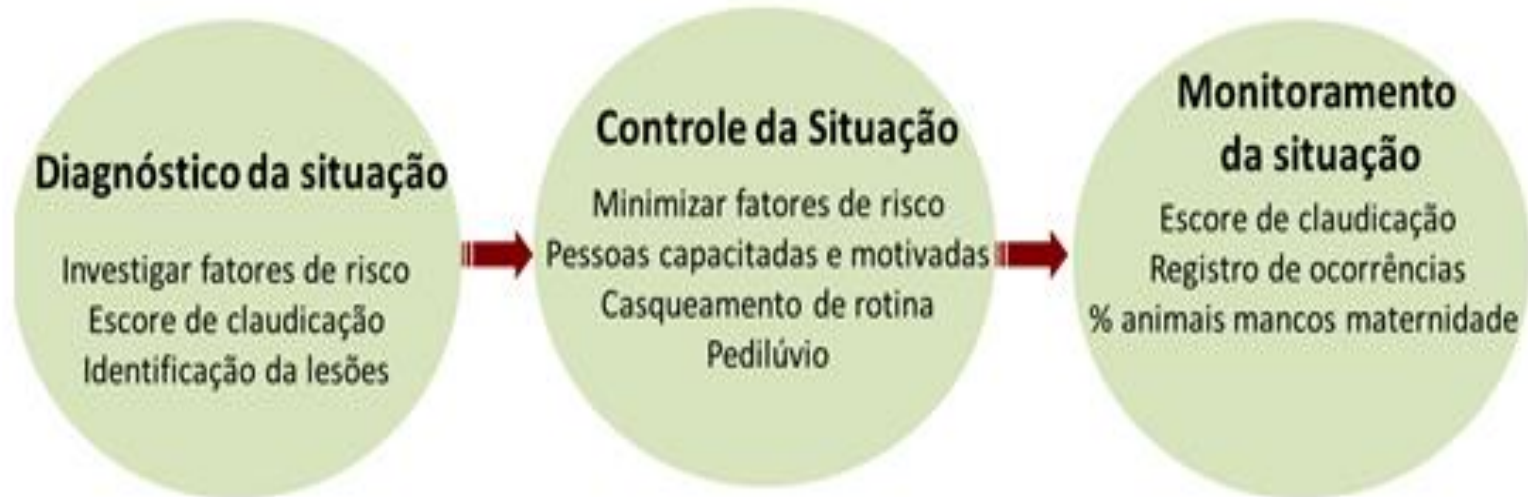 Diagnóstico da situação
Investigar fatores de risco
Escore de claudicação
Identificação da lesões
Controle da Situação
Minimizar fatores de risco
Pessoas capacitadas e motivadas
Casqueamento de rotina
Pedilúvio
Monitoramento
da situação
Escore de claudicação
Registro de ocorrências
% animais mancos maternidade